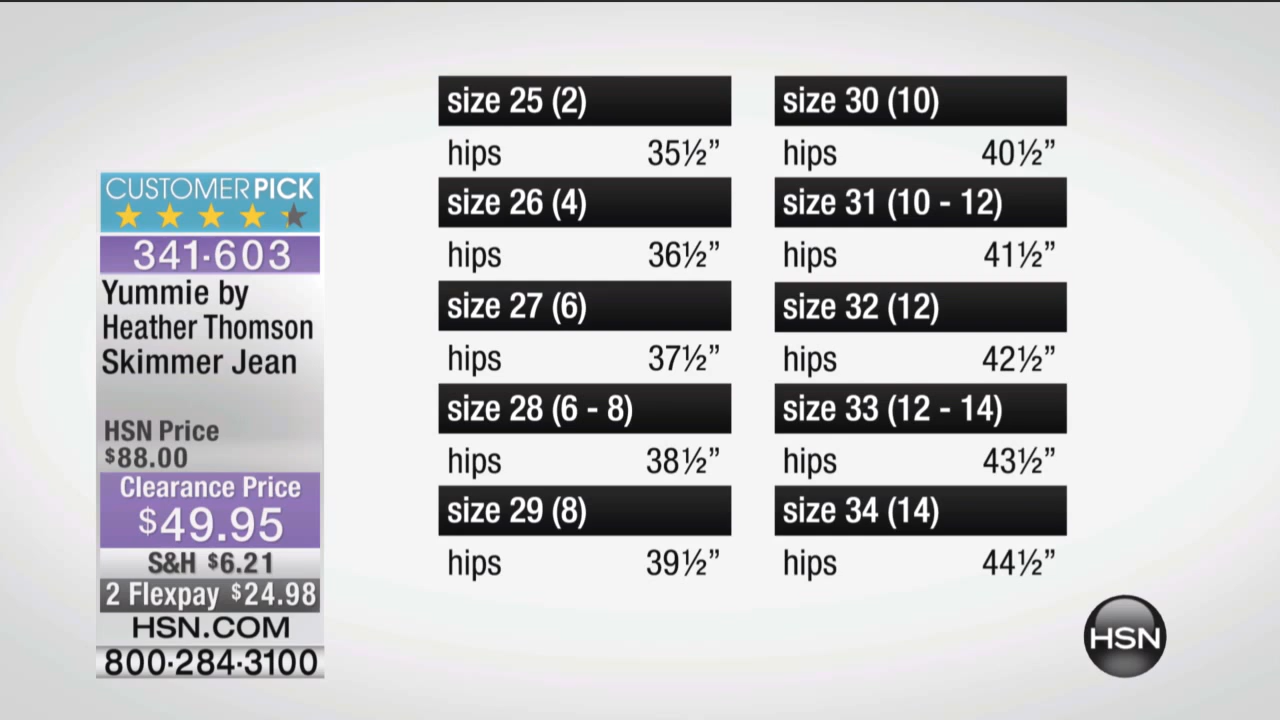 CUSTOMER PICK
341·603
Yummie by
Heather Thomson
Skimmer Jean
HSN Price
$88.00
Clearance Price
$49.95
S&H $6.21
2 Flexpay $24.98
HSN.COM
800·284·3100
size 25 (2)
hips 35½”
size 26 (4)
hips 36½”
size 27 (6)
hips 37½”
size 28 (6 - 8)
hips 38½”
size 29 (8)
hips 39½”
size 30 (10)
hips 40½”
size 31 (10 - 12)
hips 41½”
size 32 (12)
hips 42½”
size 33 (12 - 14)
hips 43½”
size 34 (14)
hips 44½”
HSN